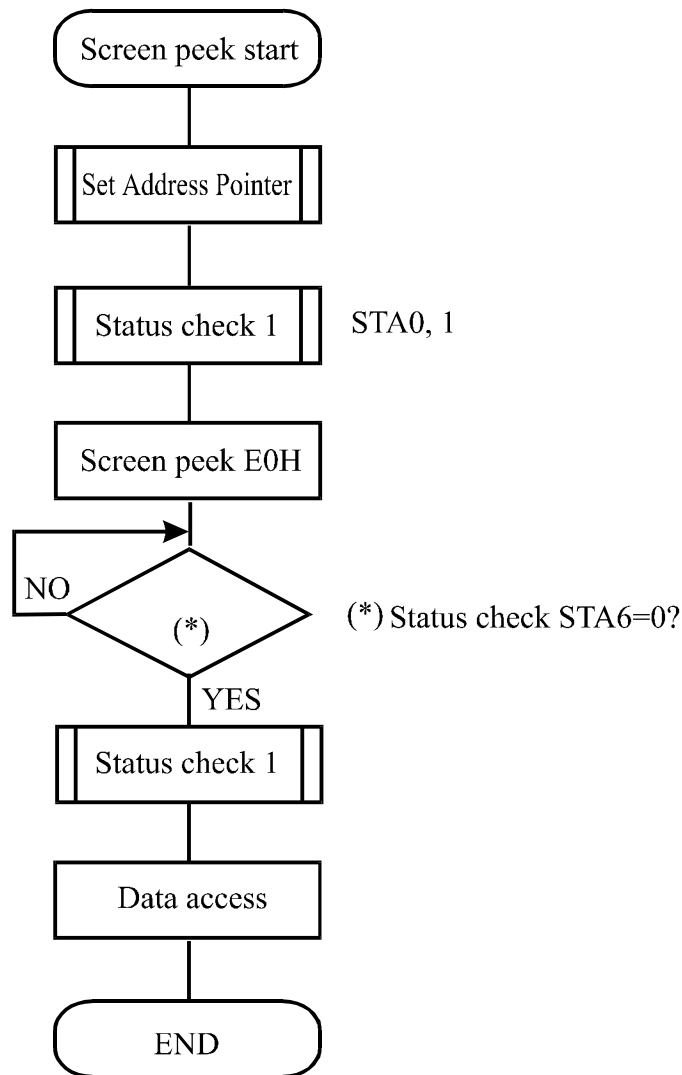 Screen peek start
Set Address Pointer
Status check 1
STA0, 1
Screen peek E0H
NO
(*)
(*) Status check STA6=0?
YES
Status check 1
Data access
END